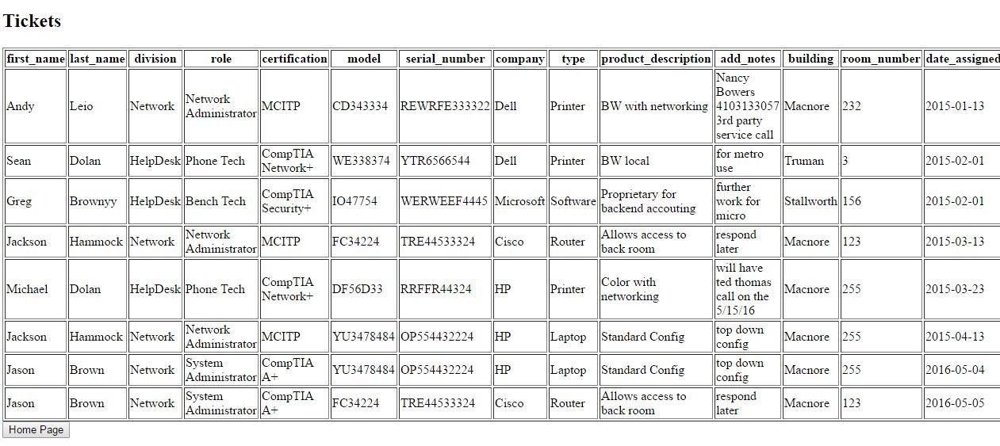 Tickets
first_name last_name division role certification model serial_number company type product_description add_notes building room_number date_assigned
Andy Leio Network Network Administrator MCITP CD343334 REWRFE333322 Dell Printer BW with networking Nancy Bowers 4103133057 3rd party service call Macnore 232 2015-01-13
Sean Dolan HelpDesk Phone Tech CompTIA Network+ WE338374 YTR6566544 Dell Printer BW local for metro use Truman 3 2015-02-01
Greg Brownyy HelpDesk Bench Tech CompTIA Security+ IO47754 WERWEEF4445 Microsoft Software Proprietary for backend accouting further work for micro Stallworth 156 2015-02-01
Jackson Hammock Network Network Administrator MCITP FC34224 TRE44533324 Cisco Router Allows access to back room respond later Macnore 123 2015-03-13
Michael Dolan HelpDesk Phone Tech CompTIA Network+ DF56D33 RRFFR44324 HP Printer Color with networking will have ted thomas call on the 5/15/16 Macnore 255 2015-03-23
Jackson Hammock Network Network Administrator MCITP YU3478484 OP554432224 HP Laptop Standard Config top down config Macnore 255 2015-04-13
Jason Brown Network System Administrator CompTIA A+ YU3478484 OP554432224 HP Laptop Standard Config top down config Macnore 255 2016-05-04
Jason Brown Network System Administrator CompTIA A+ FC34224 TRE44533324 Cisco Router Allows access to back room respond later Macnore 123 2016-05-05
Home Page